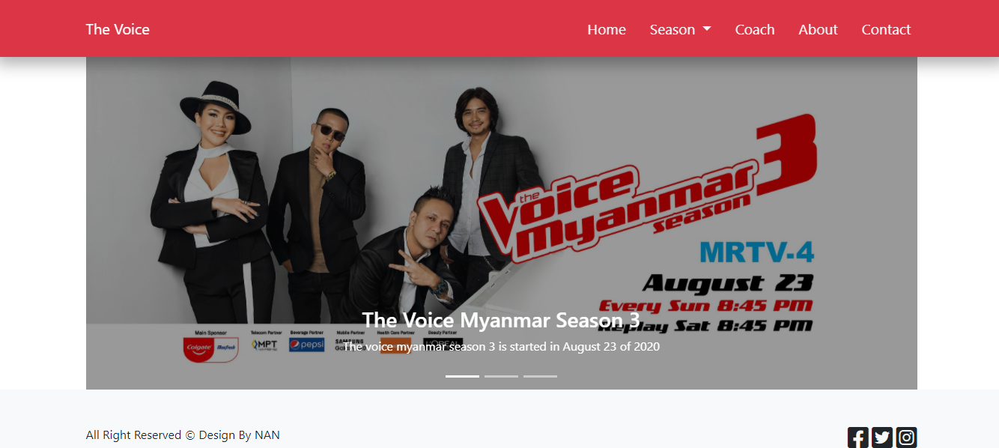 The Voice
Home Season Coach About Contact
the Voice Myanmar season 3
MRTV-4
August 23
Every Sun 8:45 PM
Replay Sat 8:45 PM
The Voice Myanmar Season 3
The voice myanmar season 3 is started in August 23 of 2020
Main Sponsor Telecom Partner Beverage Partner Mobile Partner Health Care Partner Beauty Partner
Colgate MPT pepsi SAMSUNG L'ORÉAL
All Right Reserved © Design By NAN